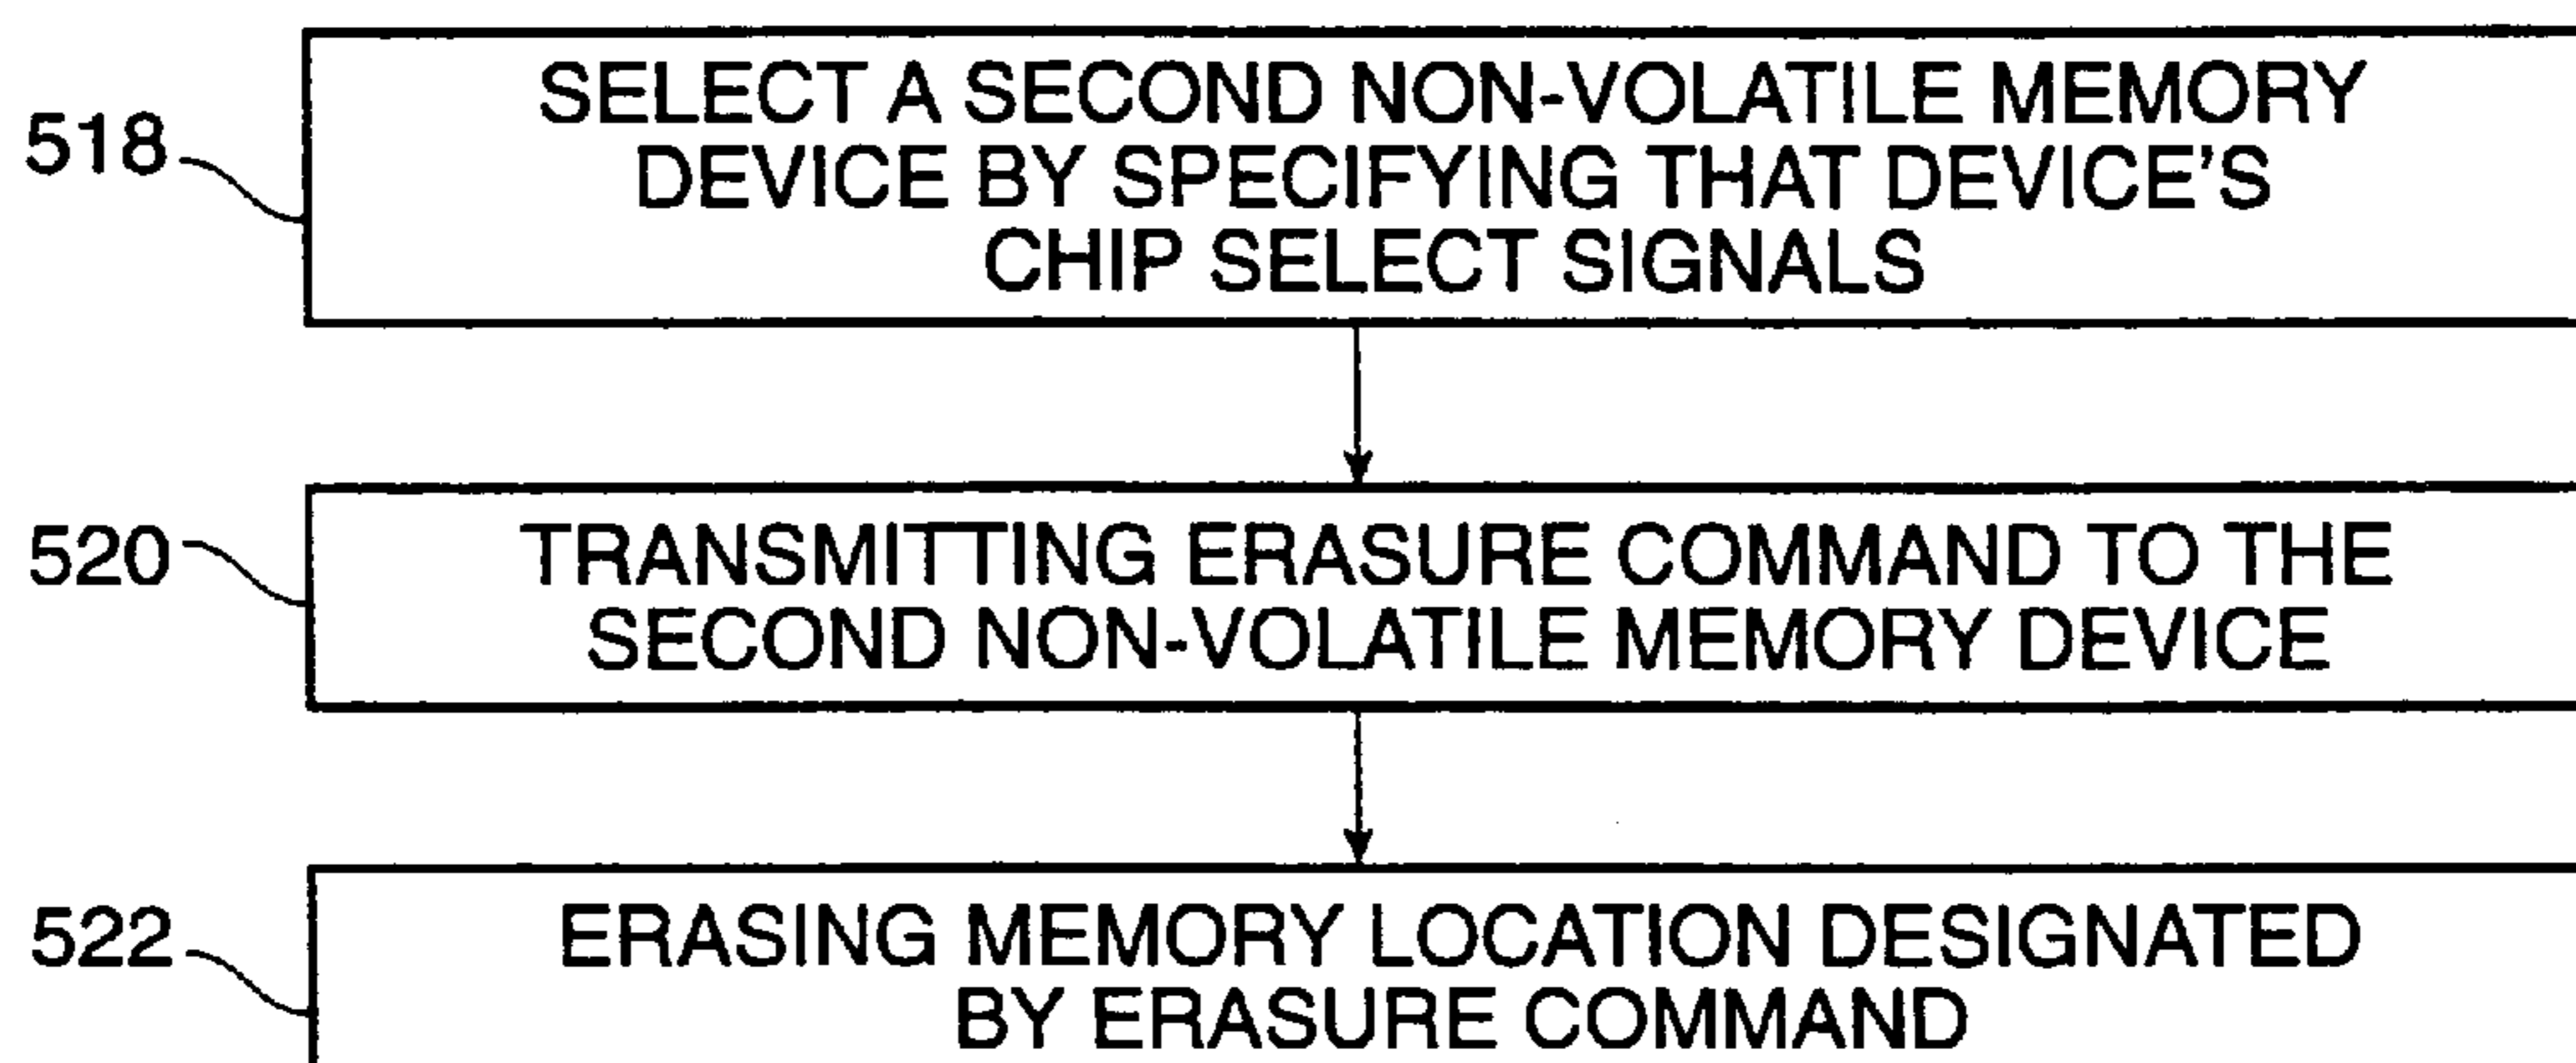 518
SELECT A SECOND NON-VOLATILE MEMORY
DEVICE BY SPECIFYING THAT DEVICE'S
CHIP SELECT SIGNALS
520
TRANSMITTING ERASURE COMMAND TO THE
SECOND NON-VOLATILE MEMORY DEVICE
522
ERASING MEMORY LOCATION DESIGNATED
BY ERASURE COMMAND